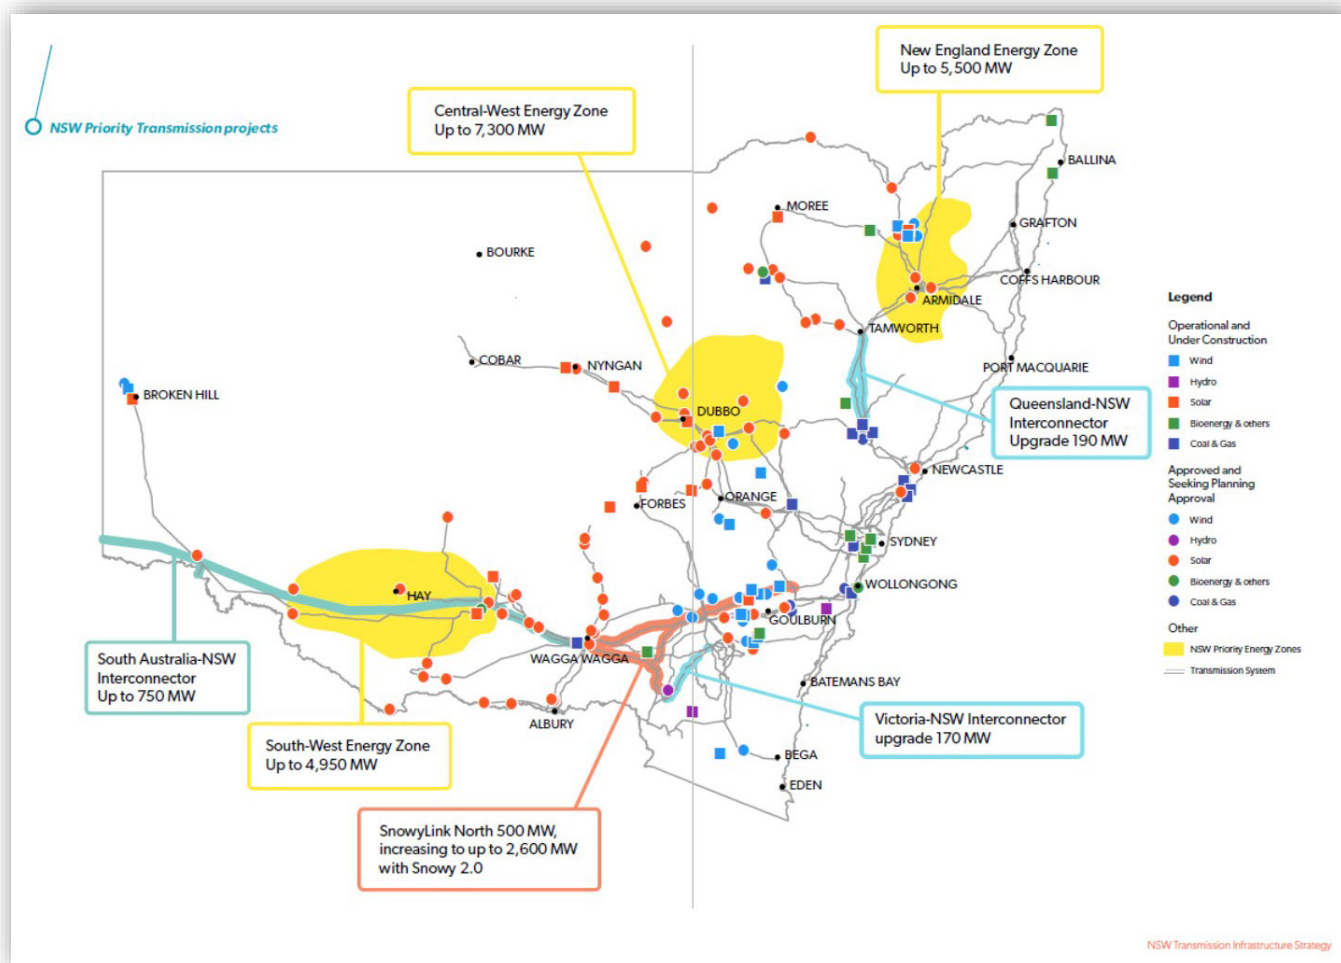 NSW Priority Transmission projects
New England Energy Zone
Up to 5,500 MW
Central-West Energy Zone
Up to 7,300 MW
BALLINA
MOREE
GRAFTON
BOURKE
COFFS HARBOUR
ARMIDALE
TAMWORTH
COBAR
NYNGAN
PORT MACQUARIE
BROKEN HILL
DUBBO
Queensland-NSW
Interconnector
Upgrade 190 MW
NEWCASTLE
ORANGE
FORBES
SYDNEY
WOLLONGONG
HAY
GOULBURN
WAGGA WAGGA
South Australia-NSW
Interconnector
Up to 750 MW
BATEMANS BAY
ALBURY
Victoria-NSW Interconnector
upgrade 170 MW
South-West Energy Zone
Up to 4,950 MW
BEGA
EDEN
SnowyLink North 500 MW,
increasing to up to 2,600 MW
with Snowy 2.0
Legend
Operational and
Under Construction
Wind
Hydro
Solar
Bioenergy & others
Coal & Gas
Approved and
Seeking Planning
Approval
Wind
Hydro
Solar
Bioenergy & others
Coal & Gas
Other
NSW Priority Energy Zones
Transmission System
NSW Transmission Infrastructure Strategy